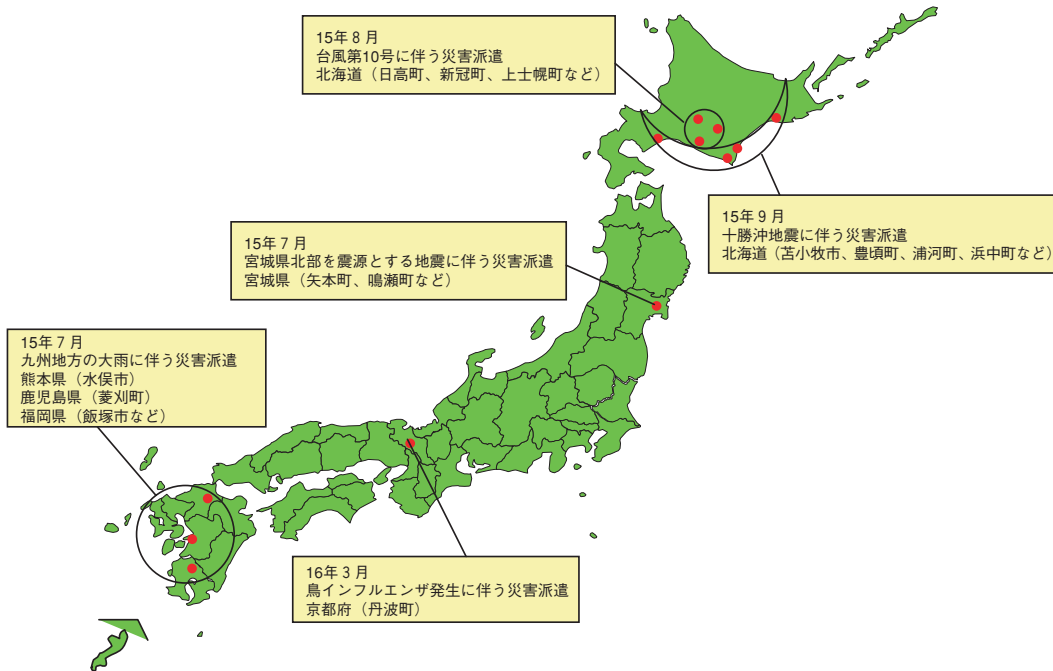 15年8月
台風第10号に伴う災害派遣
北海道（日高町、新冠町、上士幌町など）
15年9月
十勝沖地震に伴う災害派遣
北海道（苫小牧市、豊頃町、浦河町、浜中町など）
15年7月
宮城県北部を震源とする地震に伴う災害派遣
宮城県（矢本町、鳴瀬町など）
15年7月
九州地方の大雨に伴う災害派遣
熊本県（水俣市）
鹿児島県（菱刈町）
福岡県（飯塚市など）
16年3月
鳥インフルエンザ発生に伴う災害派遣
京都府（丹波町）